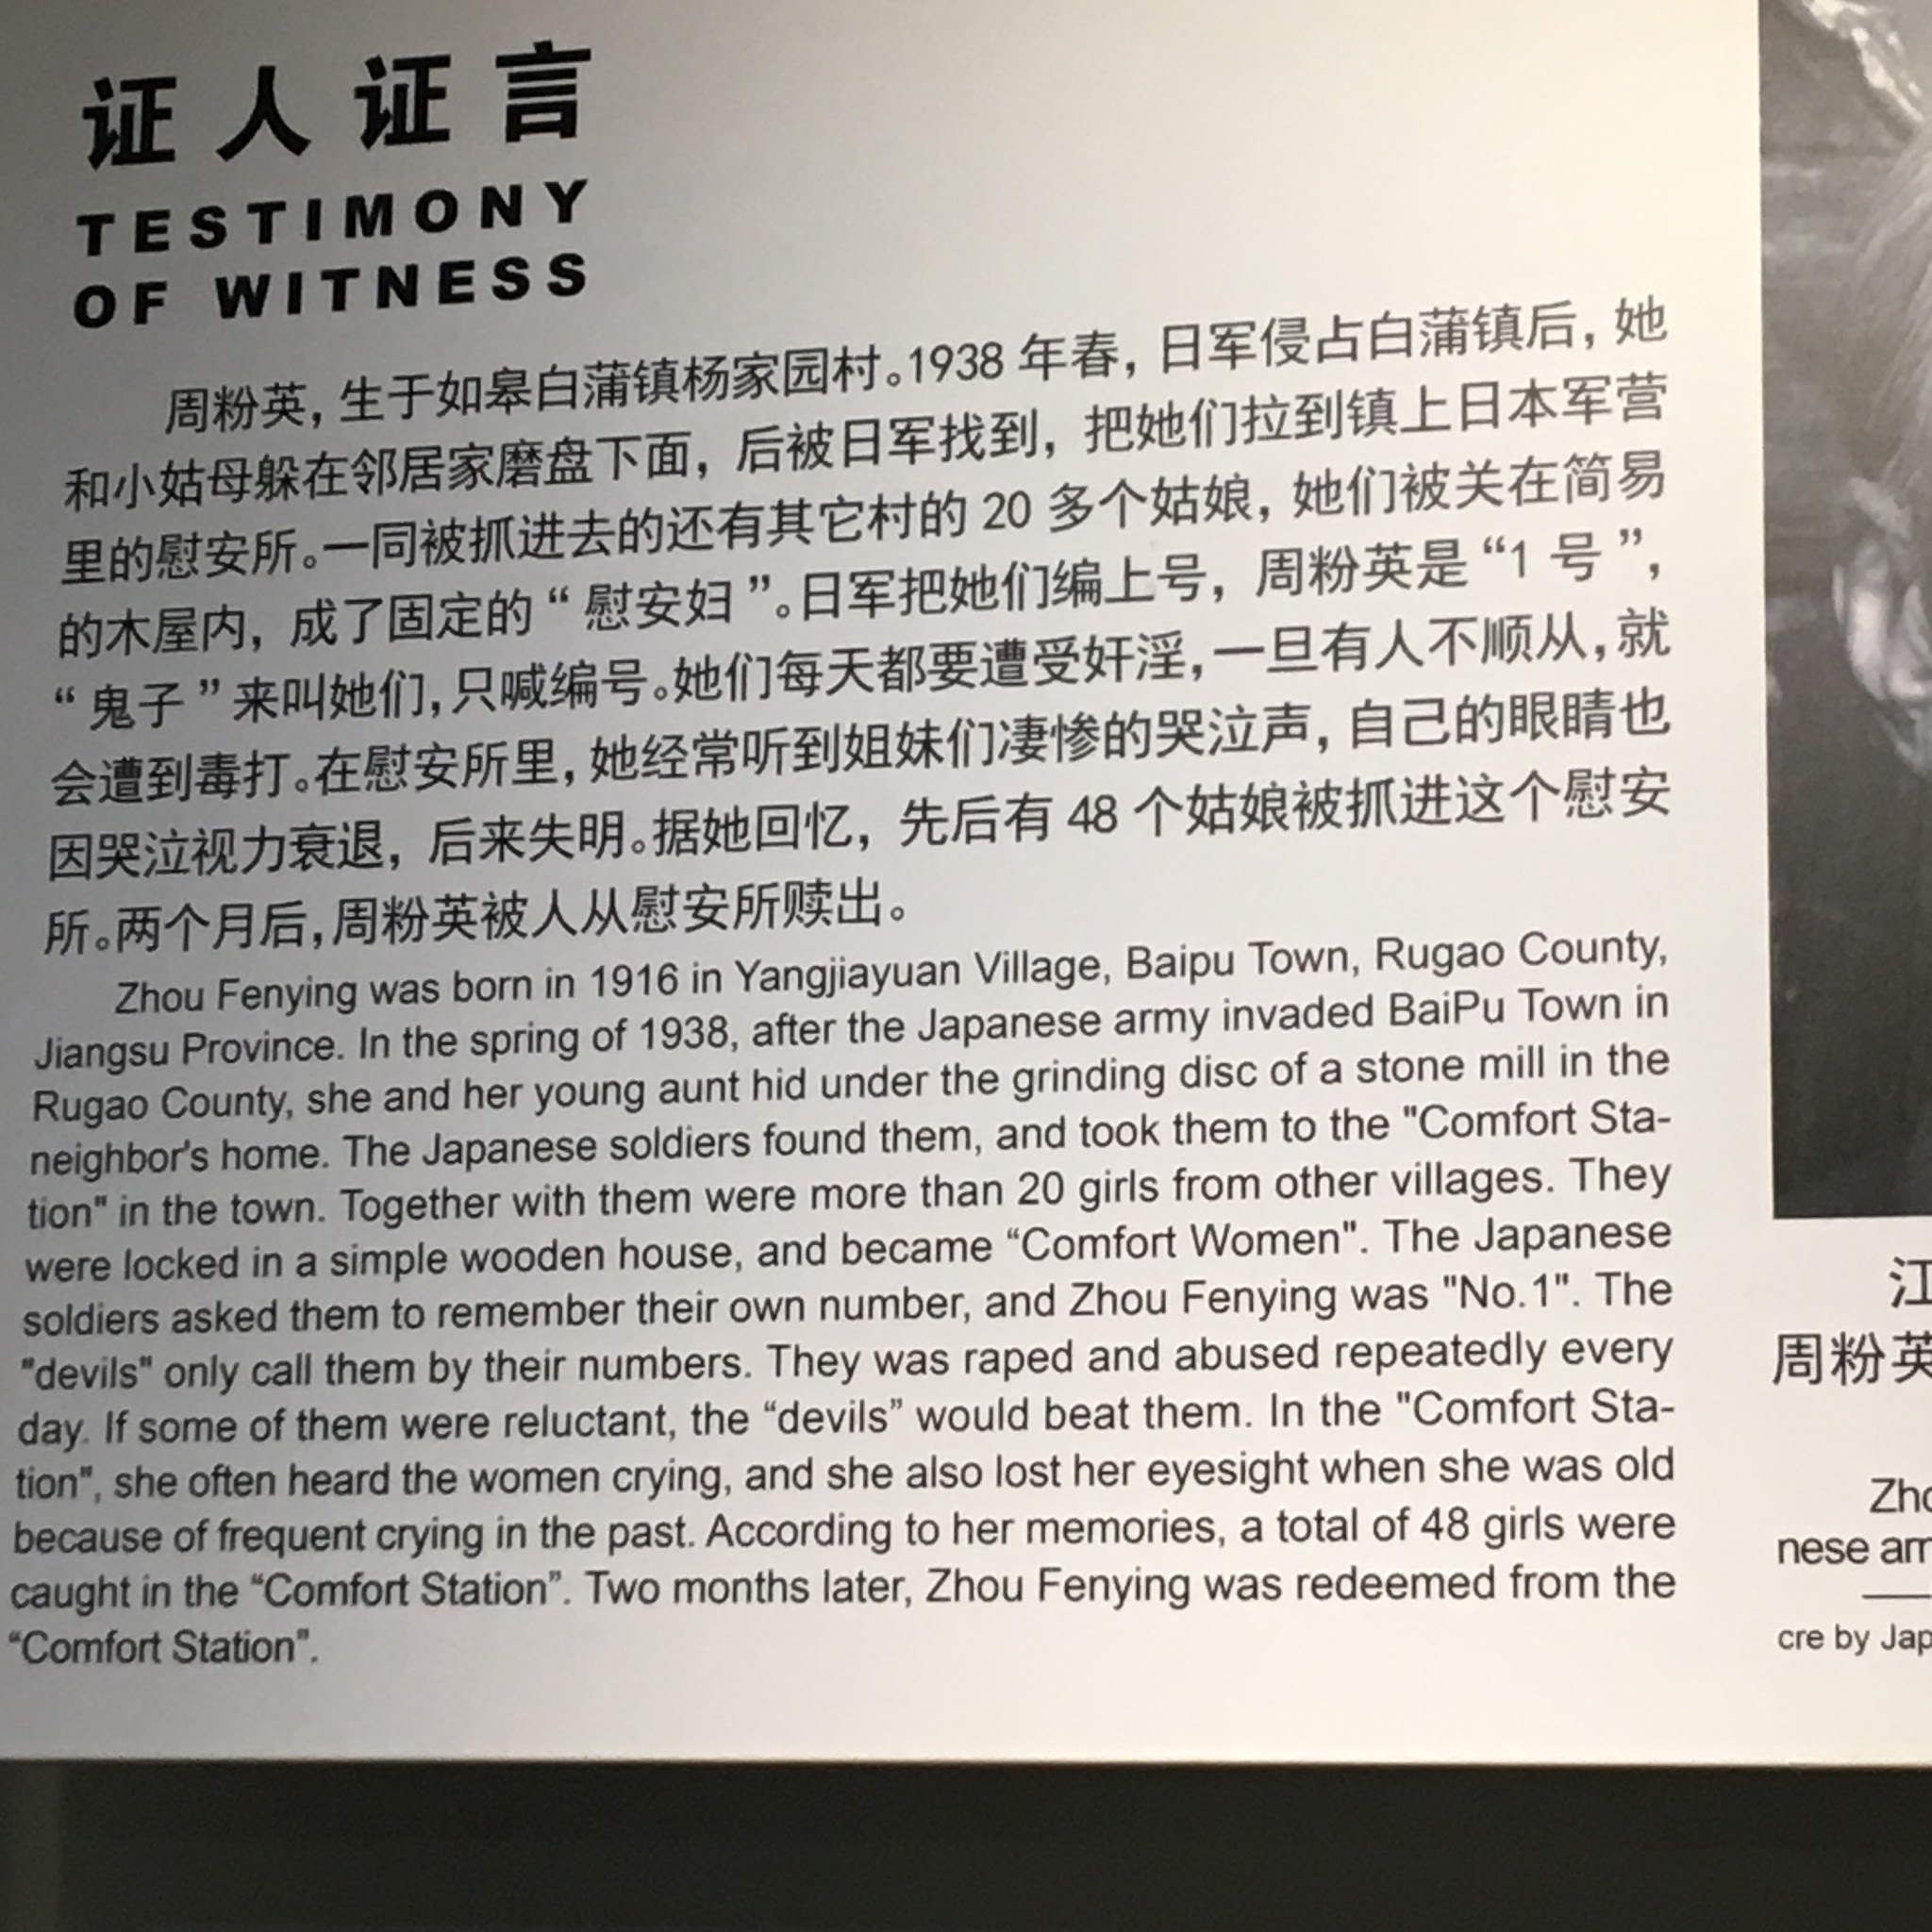 证人证言
TESTIMONY
OF WITNESS
周粉英，生于如皋白蒲镇杨家园村。1938 年春，日军侵占白蒲镇后，她
和小姑母躲在邻居家磨盘下面，后被日军找到，把她们拉到镇上日本军营
里的慰安所。一同被抓进去的还有其它村的 20 多个姑娘，她们被关在简易
的木屋内，成了固定的“慰安妇”。日军把她们编上号，周粉英是“1 号”，
“鬼子”来叫她们，只喊编号。她们每天都要遭受奸淫，一旦有人不顺从，就
会遭到毒打。在慰安所里，她经常听到姐妹们凄惨的哭泣声，自己的眼睛也
因哭泣视力衰退，后来失明。据她回忆，先后有 48 个姑娘被抓进这个慰安
所。两个月后，周粉英被人从慰安所赎出。
Zhou Fenying was born in 1916 in Yangjiayuan Village, Baipu Town, Rugao County,
Jiangsu Province. In the spring of 1938, after the Japanese army invaded BaiPu Town in
Rugao County, she and her young aunt hid under the grinding disc of a stone mill in the
neighbor's home. The Japanese soldiers found them, and took them to the "Comfort Sta-
tion" in the town. Together with them were more than 20 girls from other villages. They
were locked in a simple wooden house, and became “Comfort Women". The Japanese
soldiers asked them to remember their own number, and Zhou Fenying was "No.1". The
"devils" only call them by their numbers. They was raped and abused repeatedly every
day. If some of them were reluctant, the “devils” would beat them. In the "Comfort Sta-
tion", she often heard the women crying, and she also lost her eyesight when she was old
because of frequent crying in the past. According to her memories, a total of 48 girls were
caught in the “Comfort Station”. Two months later, Zhou Fenying was redeemed from the
“Comfort Station”.
江
周粉英
Zho
nese arm
cre by Jap